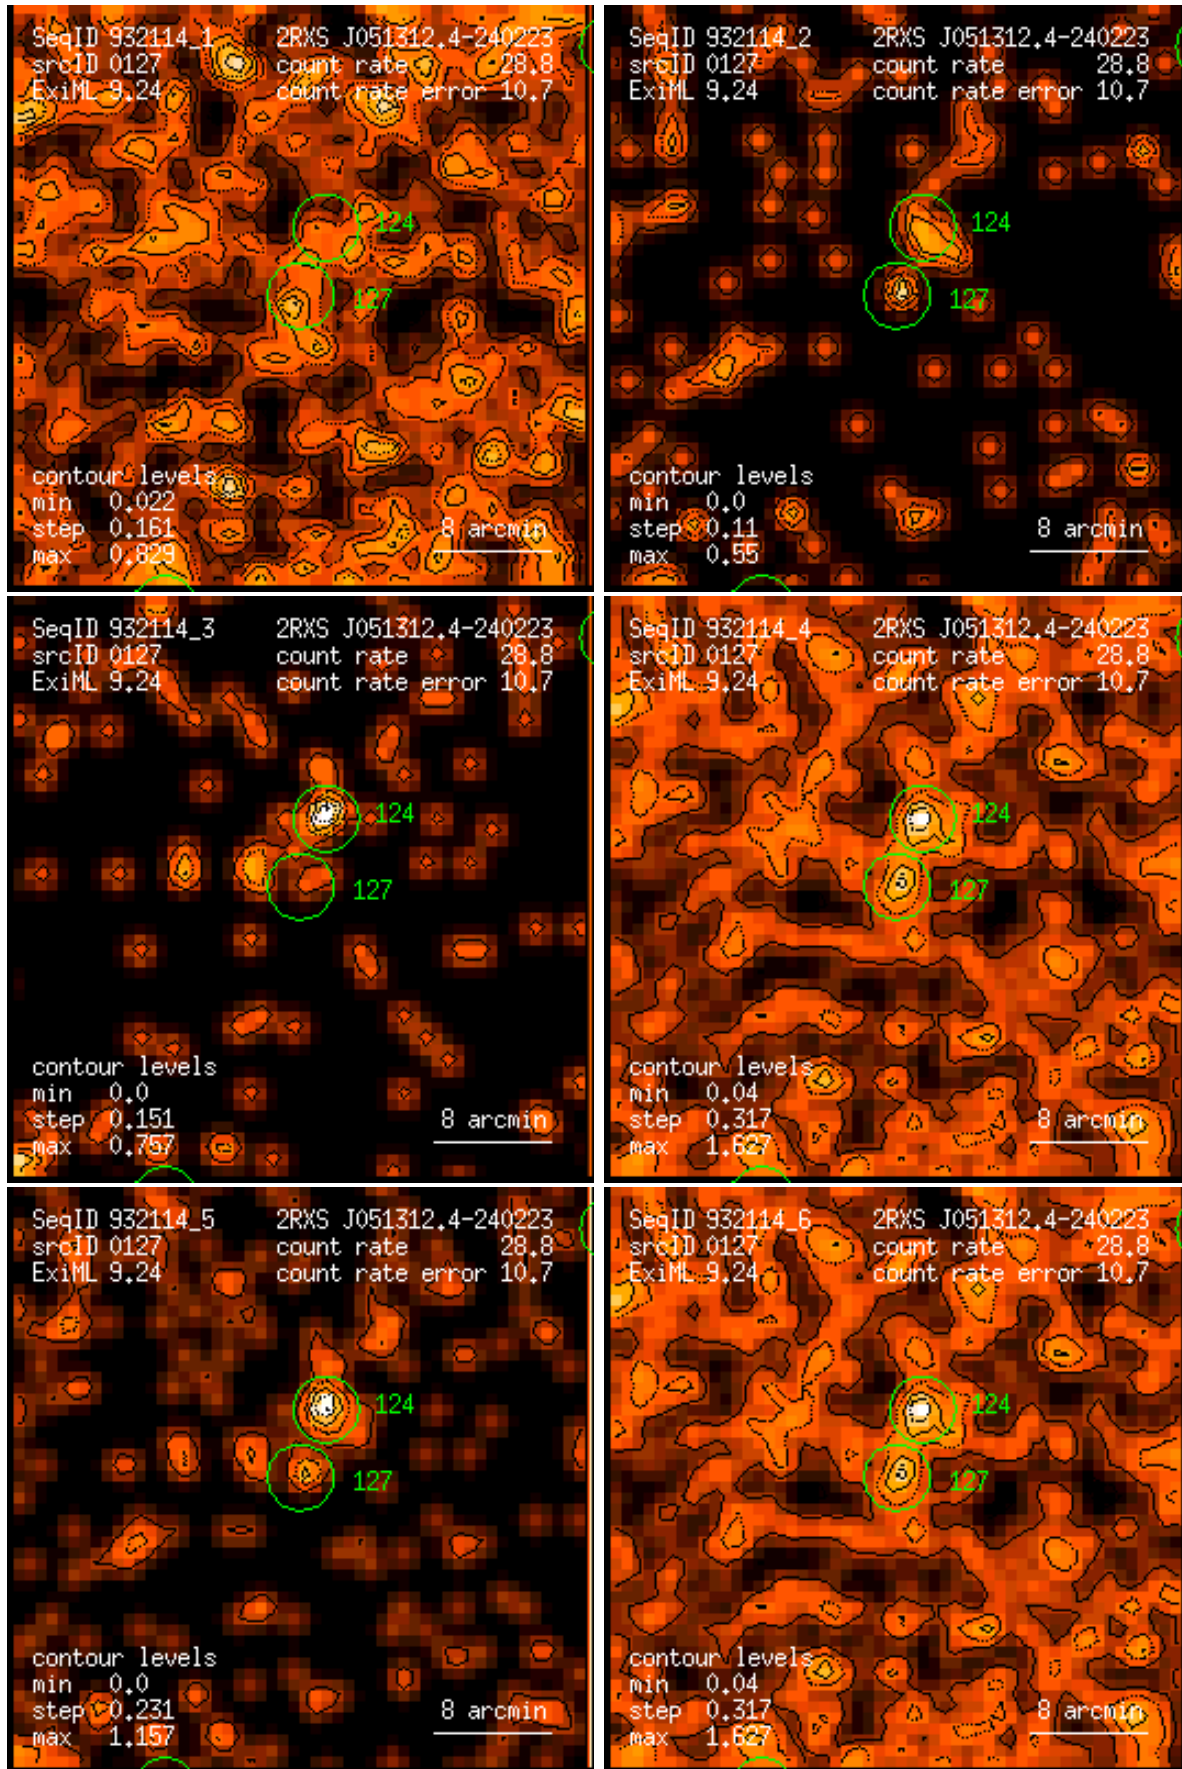 SeqID 932114_1 2RXS J051312.4-240223
srcID 0127 count rate 28.8
ExiML 9.24 count rate error 10.7
124
127
contour levels
min 0.022
step 0.161 8 arcmin
max 0.829
SeqID 932114_2 2RXS J051312.4-240223
srcID 0127 count rate 28.8
ExiML 9.24 count rate error 10.7
124
127
contour levels
min 0.0
step 0.11 8 arcmin
max 0.55
SeqID 932114_3 2RXS J051312.4-240223
srcID 0127 count rate 28.8
ExiML 9.24 count rate error 10.7
124
127
contour levels
min 0.0
step 0.151 8 arcmin
max 0.757
SeqID 932114_4 2RXS J051312.4-240223
srcID 0127 count rate 28.8
ExiML 9.24 count rate error 10.7
124
127
contour levels
min 0.04
step 0.317 8 arcmin
max 1.627
SeqID 932114_5 2RXS J051312.4-240223
srcID 0127 count rate 28.8
ExiML 9.24 count rate error 10.7
124
127
contour levels
min 0.0
step 0.231 8 arcmin
max 1.157
SeqID 932114_6 2RXS J051312.4-240223
srcID 0127 count rate 28.8
ExiML 9.24 count rate error 10.7
124
127
contour levels
min 0.04
step 0.317 8 arcmin
max 1.627